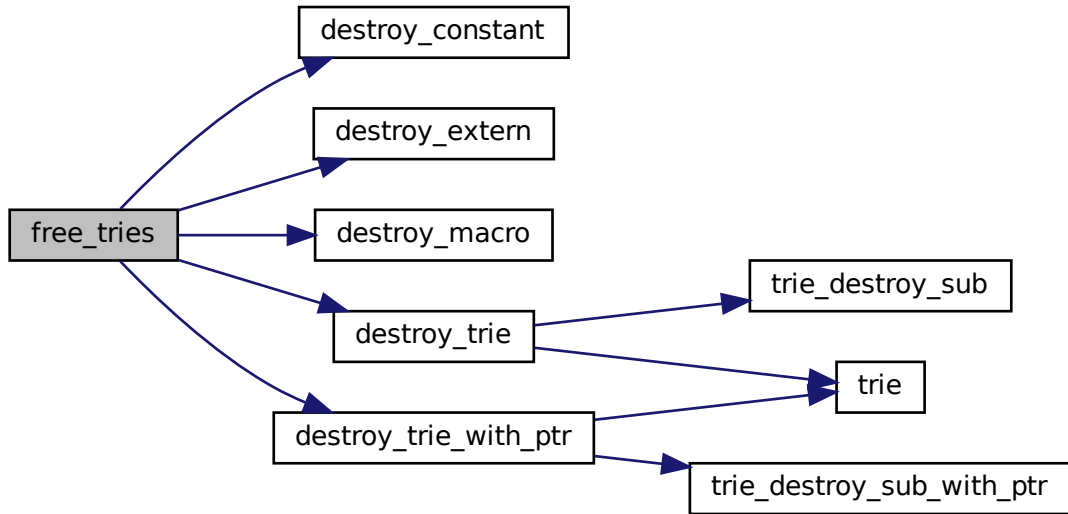 destroy_constant
destroy_extern
free_tries
destroy_macro
trie_destroy_sub
destroy_trie
trie
destroy_trie_with_ptr
trie_destroy_sub_with_ptr